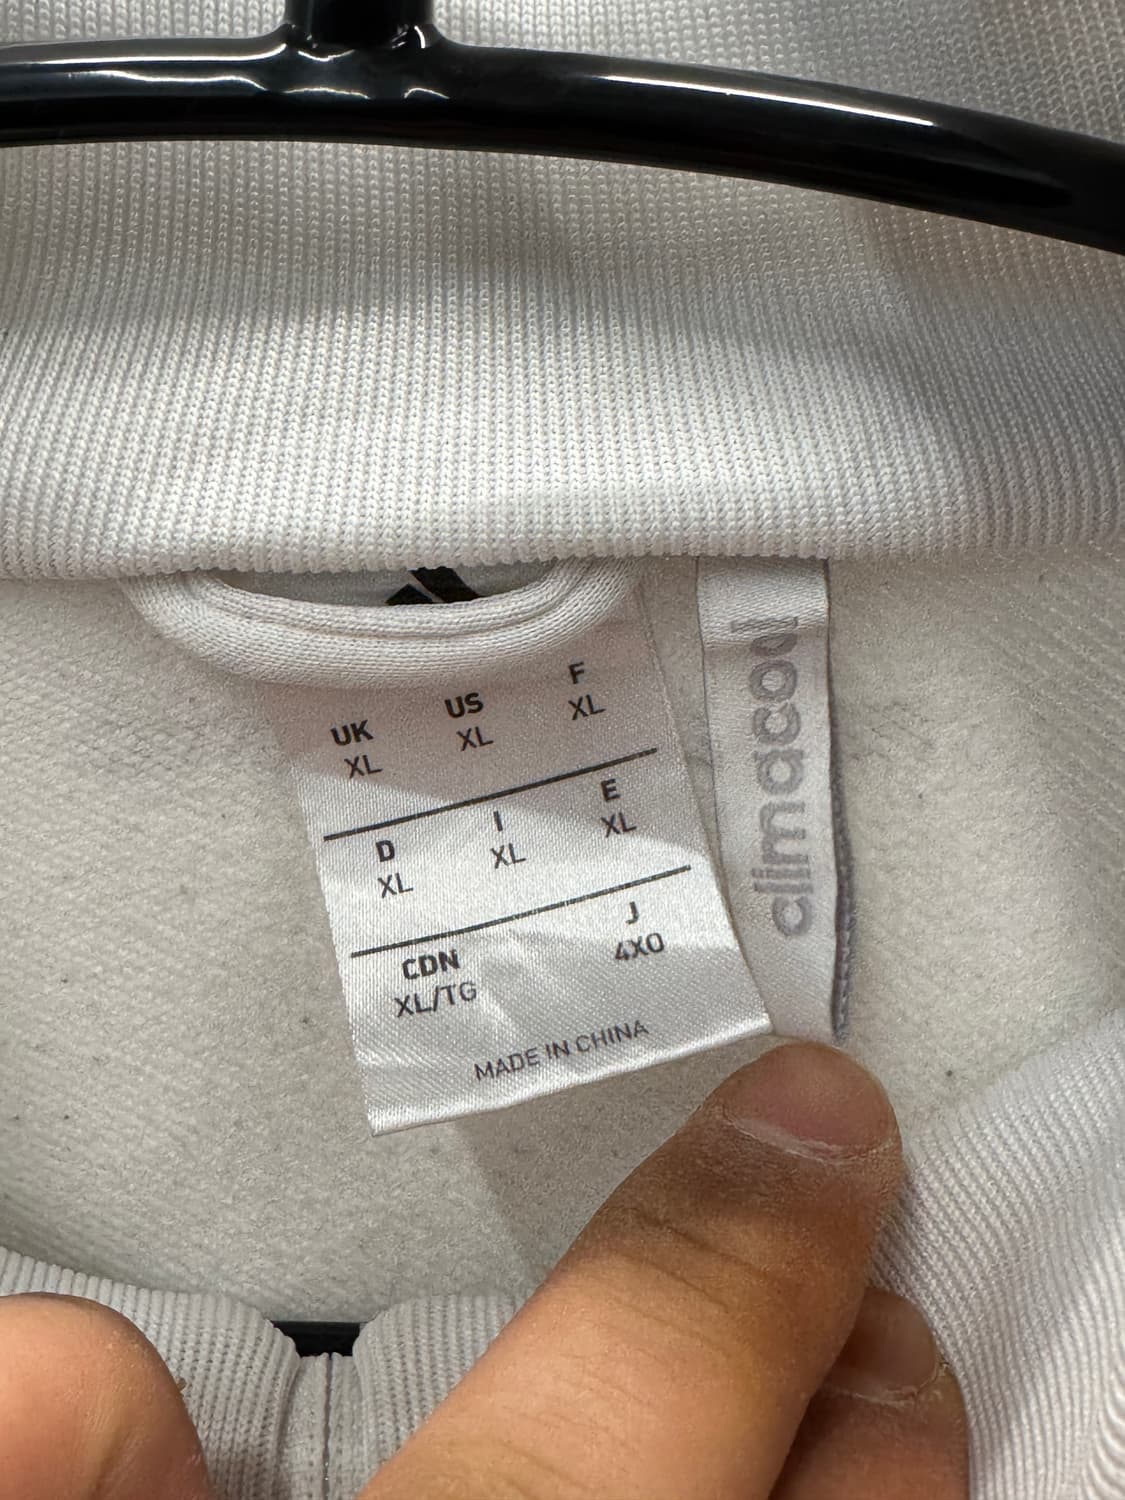 UK US F
XL XL XL
D I E
XL XL XL
CDN J
XL/TG 4XO
MADE IN CHINA
climacool